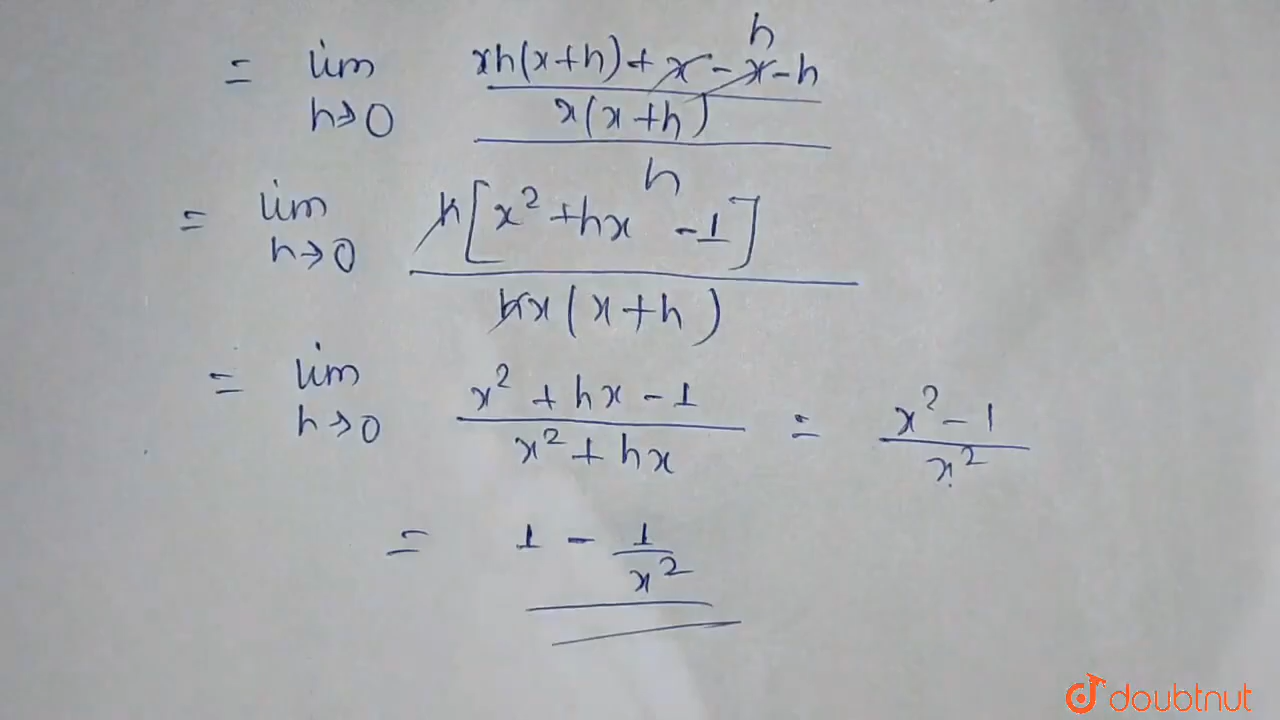 h
= lim h→0 xh(x+h) + x - x - h
x(x+h)
h
= lim h→0 h[x² + hx - 1]
hx(x+h)
= lim h→0 x² + hx - 1 = x² - 1
x² + hx x²
= 1 - 1
x²
doubtnut